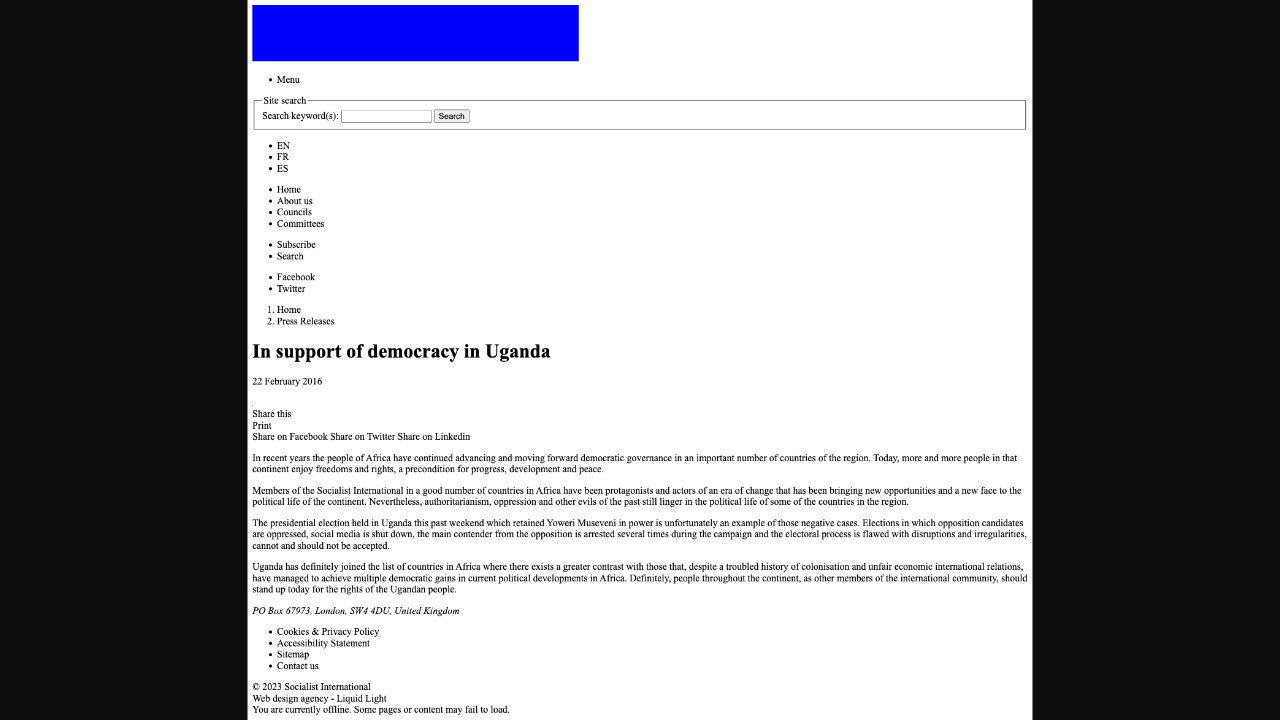 Menu
Site search
Search keyword(s): Search
EN
FR
ES
Home
About us
Councils
Committees
Subscribe
Search
Facebook
Twitter
1. Home
2. Press Releases
In support of democracy in Uganda
22 February 2016
Share this
Print
Share on Facebook Share on Twitter Share on Linkedin
In recent years the people of Africa have continued advancing and moving forward democratic governance in an important number of countries of the region. Today, more and more people in that
continent enjoy freedoms and rights, a precondition for progress, development and peace.
Members of the Socialist International in a good number of countries in Africa have been protagonists and actors of an era of change that has been bringing new opportunities and a new face to the
political life of the continent. Nevertheless, authoritarianism, oppression and other evils of the past still linger in the political life of some of the countries in the region.
The presidential election held in Uganda this past weekend which retained Yoweri Museveni in power is unfortunately an example of those negative cases. Elections in which opposition candidates
are oppressed, social media is shut down, the main contender from the opposition is arrested several times during the campaign and the electoral process is flawed with disruptions and irregularities,
cannot and should not be accepted.
Uganda has definitely joined the list of countries in Africa where there exists a greater contrast with those that, despite a troubled history of colonisation and unfair economic international relations,
have managed to achieve multiple democratic gains in current political developments in Africa. Definitely, people throughout the continent, as other members of the international community, should
stand up today for the rights of the Ugandan people.
PO Box 67973, London, SW4 4DU, United Kingdom
Cookies & Privacy Policy
Accessibility Statement
Sitemap
Contact us
© 2023 Socialist International
Web design agency - Liquid Light
You are currently offline. Some pages or content may fail to load.